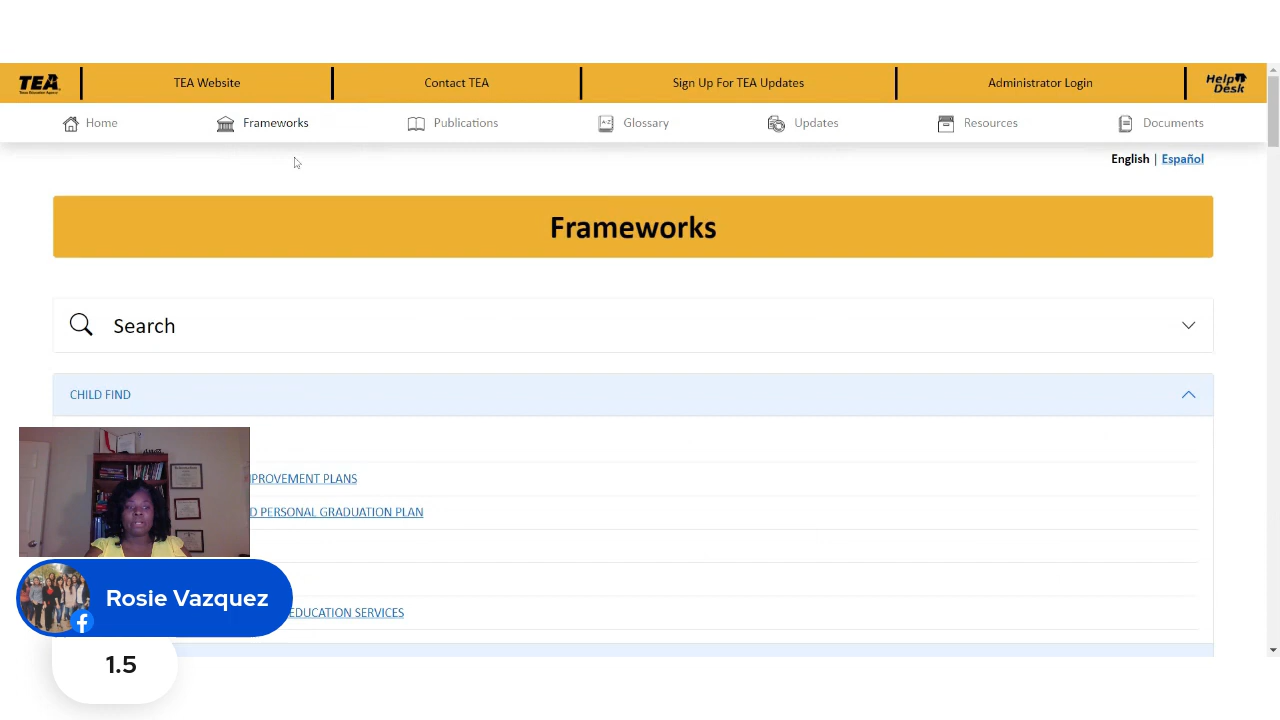 TEA
TEA Website
Contact TEA
Sign Up For TEA Updates
Administrator Login
Help Desk
Home
Frameworks
Publications
Glossary
Updates
Resources
Documents
English | Español
Frameworks
Search
CHILD FIND
PROVEMENT PLANS
D PERSONAL GRADUATION PLAN
EDUCATION SERVICES
Rosie Vazquez
1.5